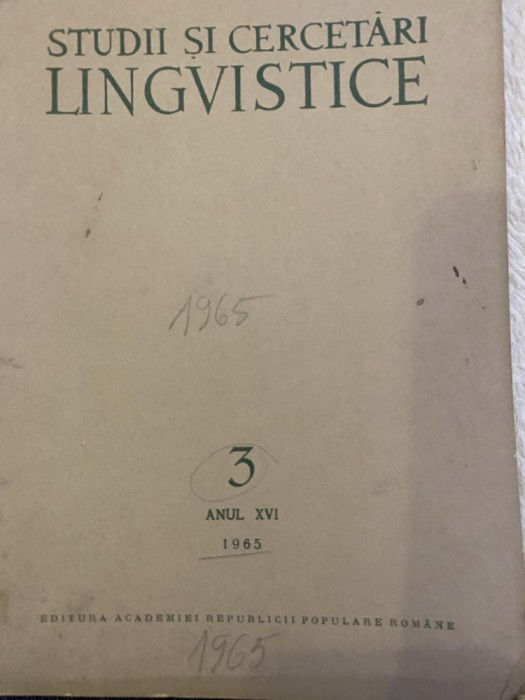 STUDII ȘI CERCETĂRI
LINGVISTICE
1965
3
ANUL XVI
1965
EDITURA ACADEMIEI REPUBLICII POPULARE ROMÂNE
1965